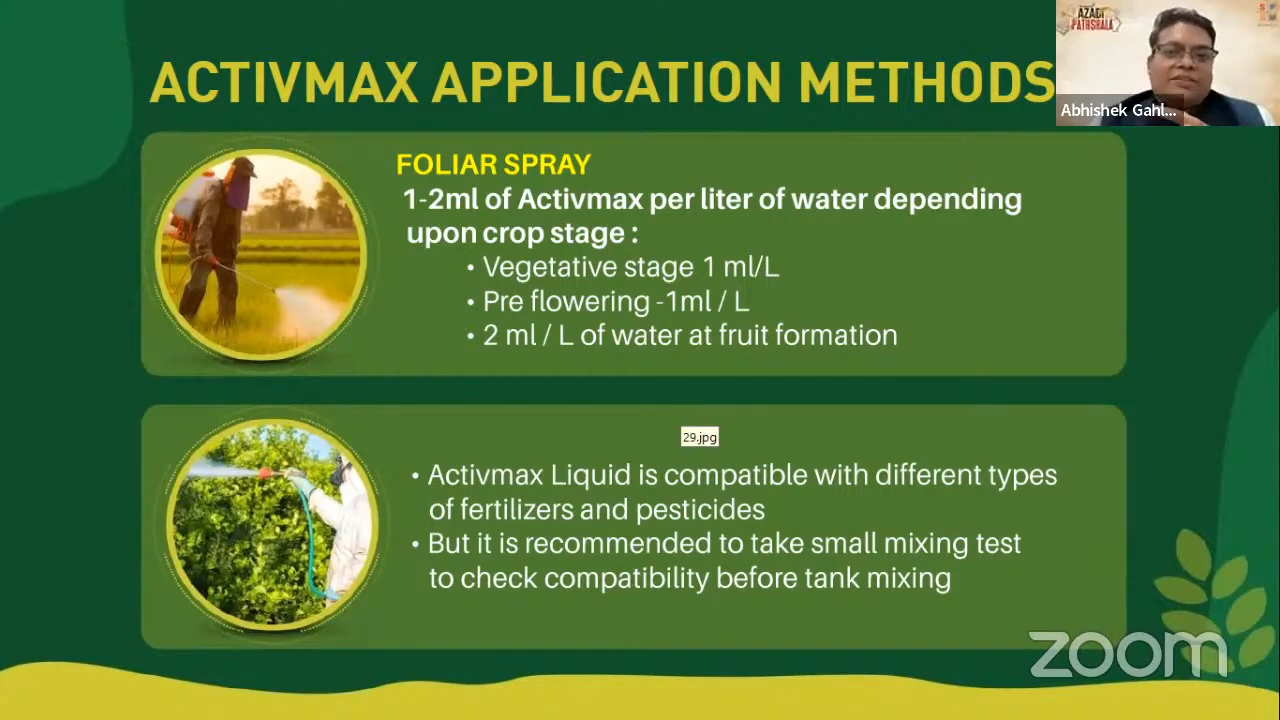 ACTIVMAX APPLICATION METHODS
AZADI
PATHSHALA
Abhishek Gahl...
FOLIAR SPRAY
1-2ml of Activmax per liter of water depending
upon crop stage :
• Vegetative stage 1 ml/L
• Pre flowering -1ml / L
• 2 ml / L of water at fruit formation
29.jpg
• Activmax Liquid is compatible with different types
of fertilizers and pesticides
• But it is recommended to take small mixing test
to check compatibility before tank mixing
zoom